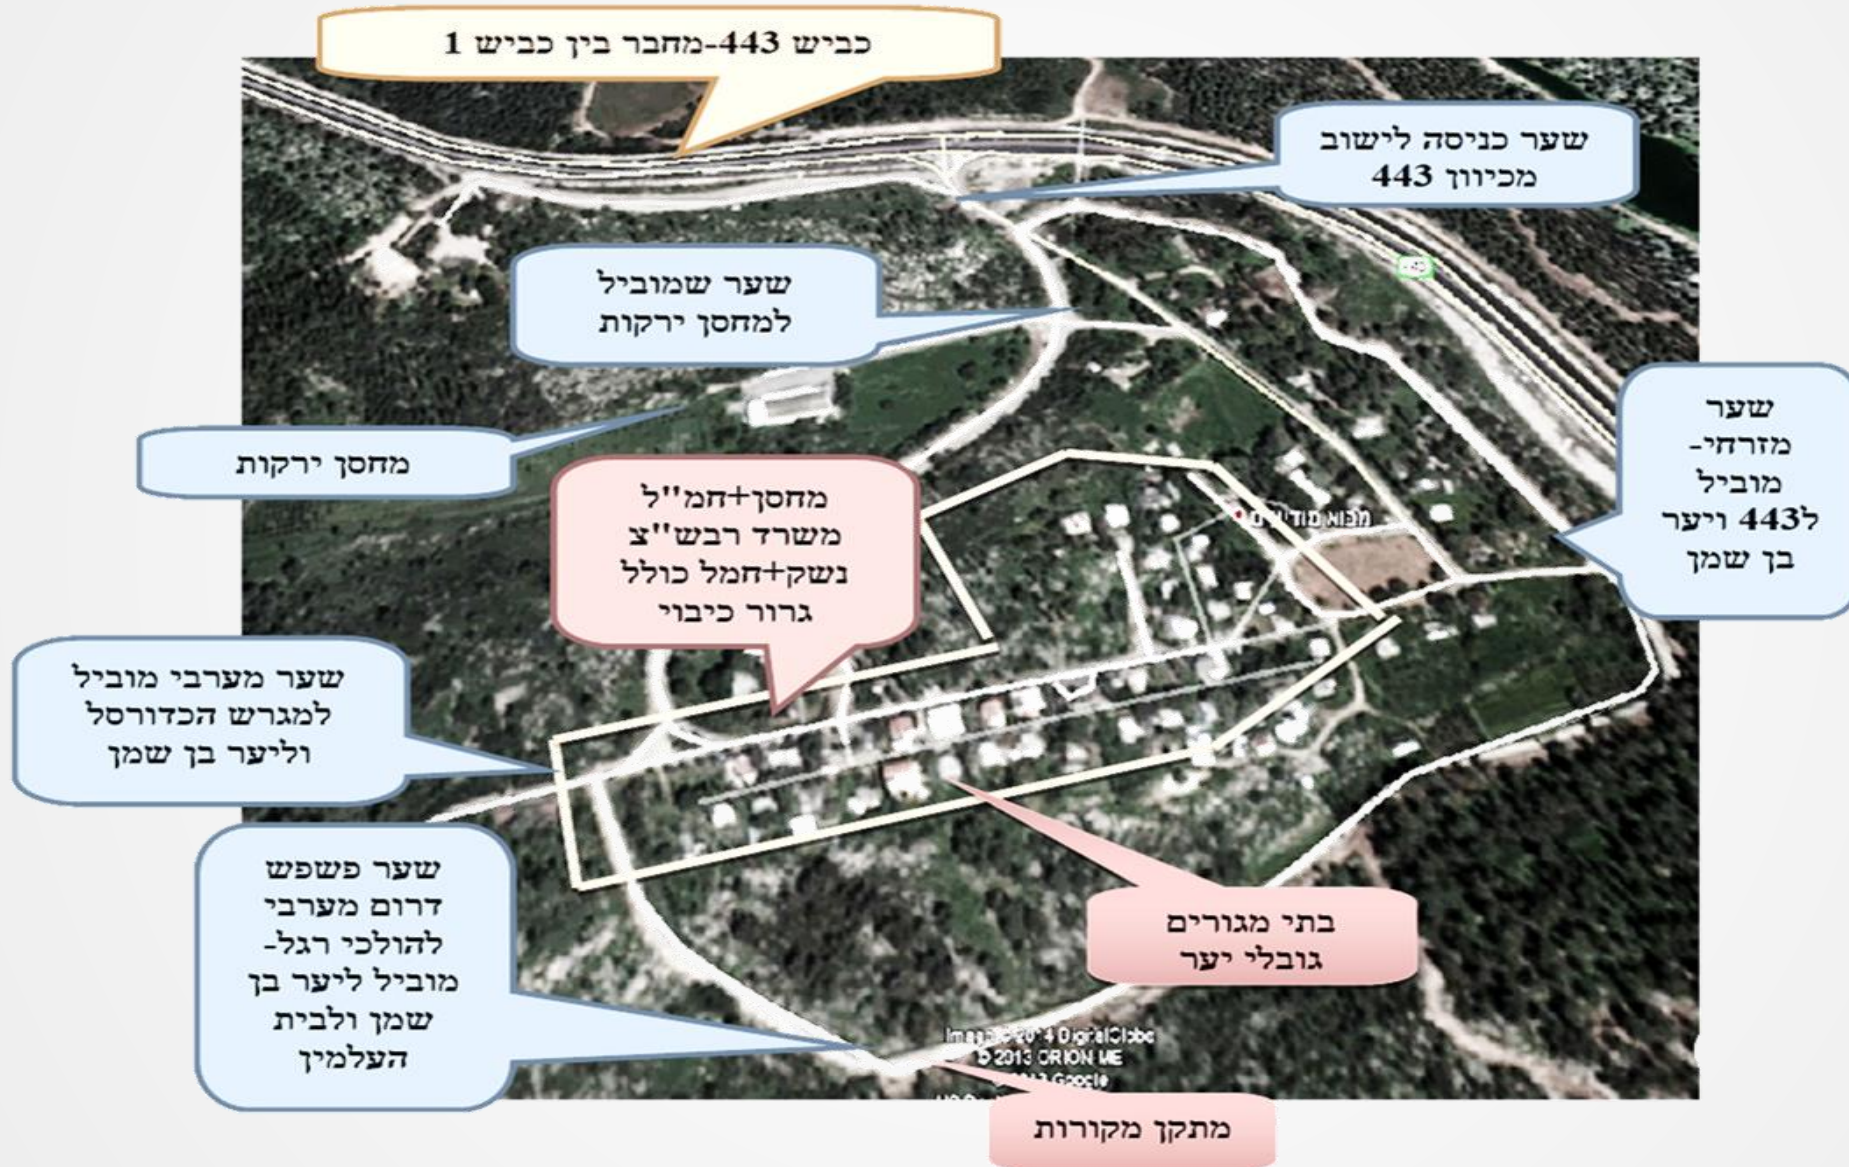 כביש 443-מחבר בין כביש 1
שער כניסה לישוב
מכיוון 443
שער שמוביל
למחסן ירקות
שער
מזרחי-
מוביל
ל443 ויער
בן שמן
מחסן ירקות
מחסן+חמ"ל
משרד רבש"צ
נשק+חמל כולל
גרור כיבוי
מבוא מודיעים
שער מערבי מוביל
למגרש הכדורסל
וליער בן שמן
שער פשפש
דרום מערבי
להולכי רגל-
מוביל ליער בן
שמן ולבית
העלמין
בתי מגורים
גובלי יער
Image © 2014 DigitalGlobe
© 2013 ORION ME
Google
מתקן מקורות